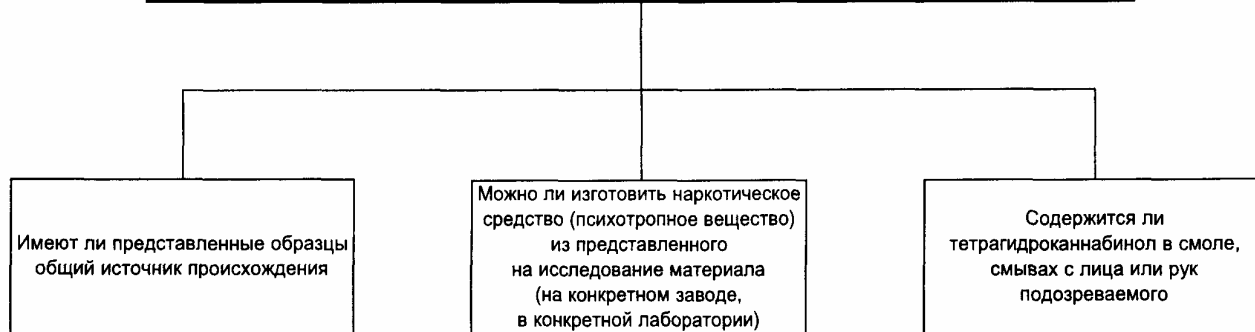 Имеют ли представленные образцы
общий источник происхождения
Можно ли изготовить наркотическое
средство (психотропное вещество)
из представленного
на исследование материала
(на конкретном заводе,
в конкретной лаборатории)
Содержится ли
тетрагидроканнабинол в смоле,
смывах с лица или рук
подозреваемого